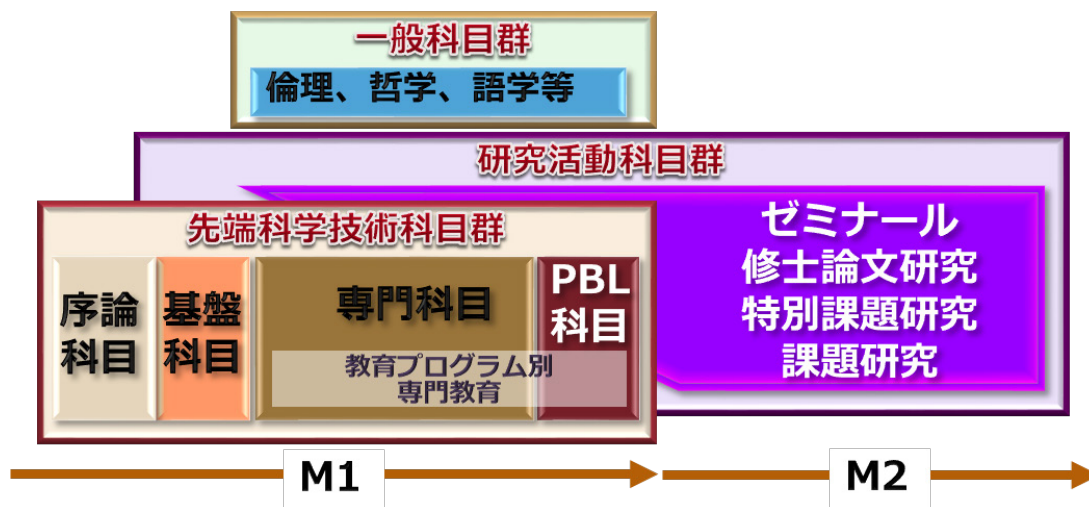 一般科目群
倫理、哲学、語学等
研究活動科目群
ゼミナール
修士論文研究
特別課題研究
課題研究
先端科学技術科目群
序論
科目
基盤
科目
専門科目
PBL
科目
教育プログラム別
専門教育
M1
M2